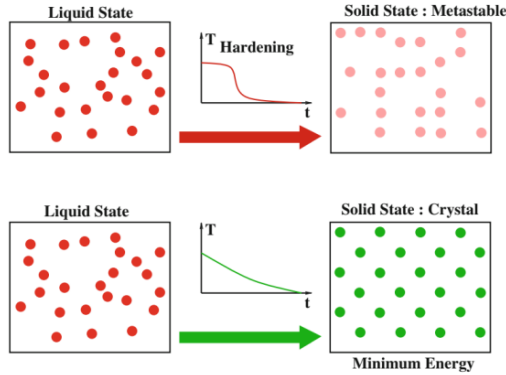 Liquid State
Solid State : Metastable
T
Hardening
t
Liquid State
Solid State : Crystal
T
t
Minimum Energy